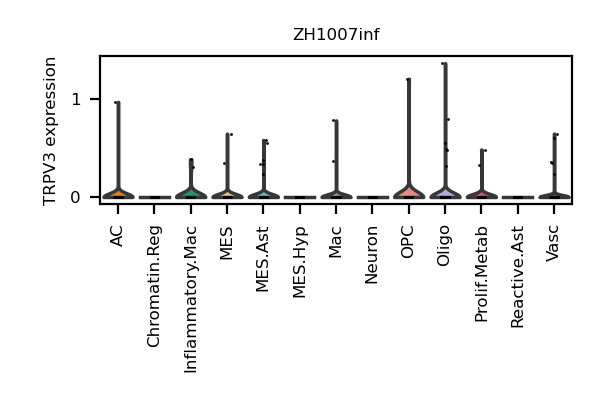 ZH1007inf
TRPV3 expression
1
0
AC
Chromatin.Reg
Inflammatory.Mac
MES
MES.Ast
MES.Hyp
Mac
Neuron
OPC
Oligo
Prolif.Metab
Reactive.Ast
Vasc